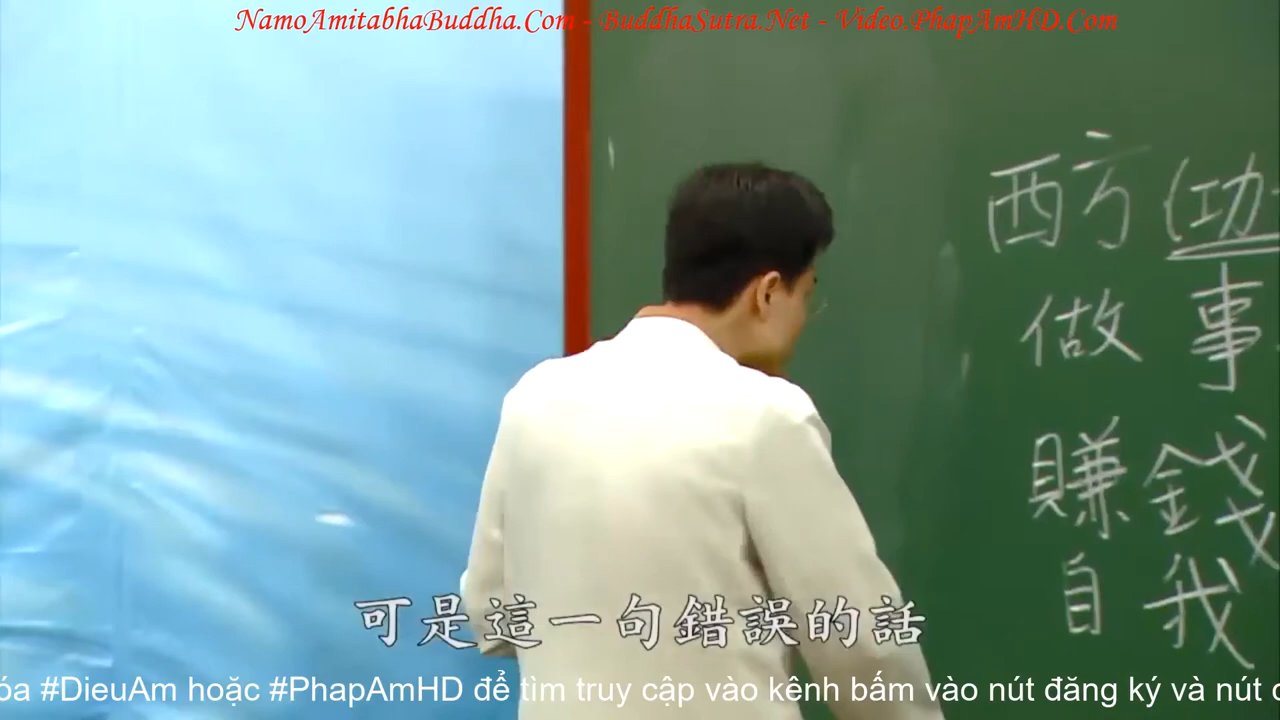 NamoAmitabhaBuddha.Com - BuddhaSutra.Net - Video.PhapAmHD.Com
西方(功
做 事
賺錢
自我
可是這一句錯誤的話
óa #DieuAm hoặc #PhapAmHD để tìm truy cập vào kênh bấm vào nút đăng ký và nút